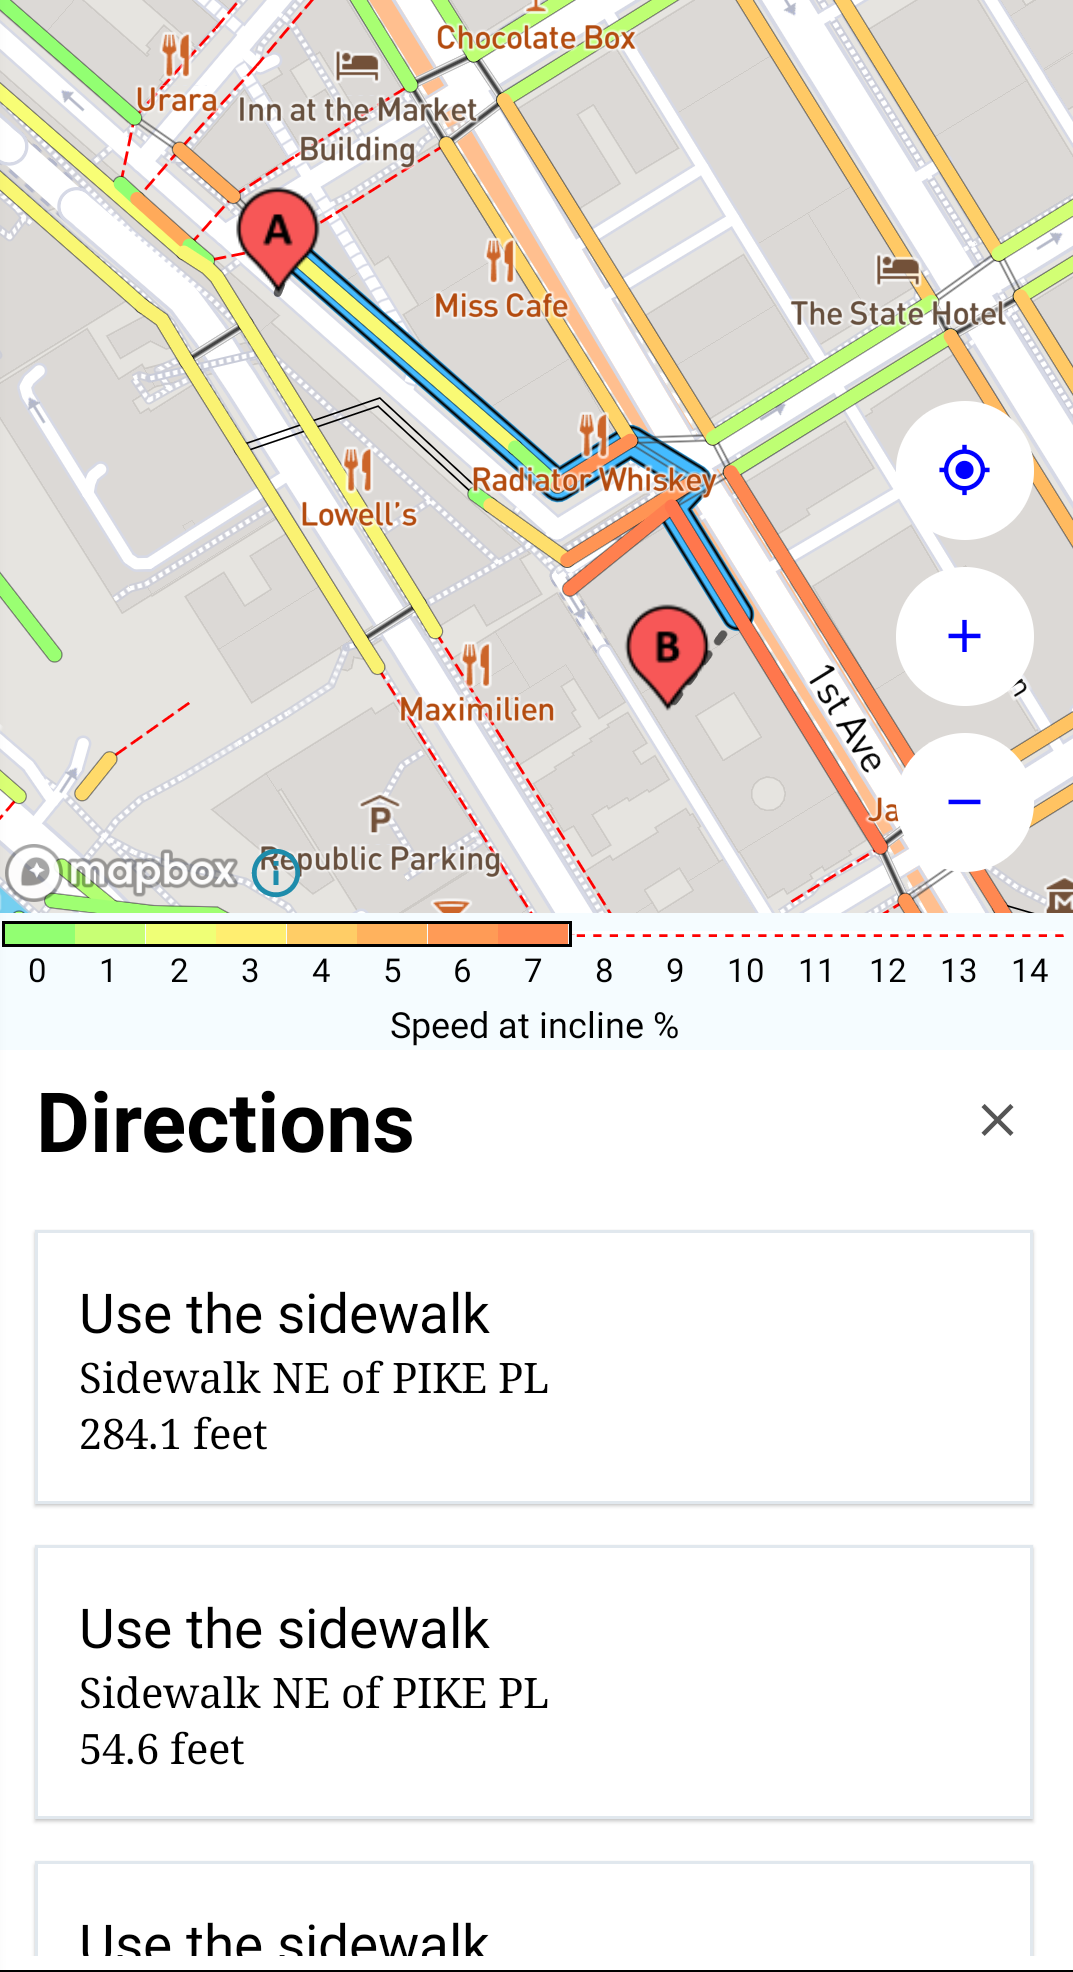 Chocolate Box
Urara
Inn at the Market
Building
A
Miss Cafe
The State Hotel
Radiator Whiskey
Lowell's
B
Maximilien
1st Ave
n
Ja
P
Republic Parking
mapbox
i
0 1 2 3 4 5 6 7 8 9 10 11 12 13 14
Speed at incline %
Directions
Use the sidewalk
Sidewalk NE of PIKE PL
284.1 feet
Use the sidewalk
Sidewalk NE of PIKE PL
54.6 feet
Use the sidewalk